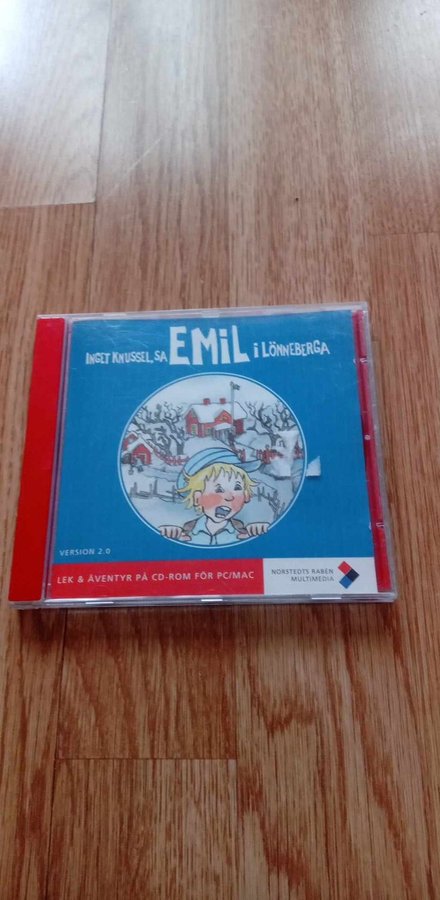 INGET KNUSSEL, SA EMIL i LÖNNEBERGA
VERSION 2.0
LEK & ÄVENTYR PÅ CD-ROM FÖR PC/MAC
NORSTEDTS RABÉN
MULTIMEDIA